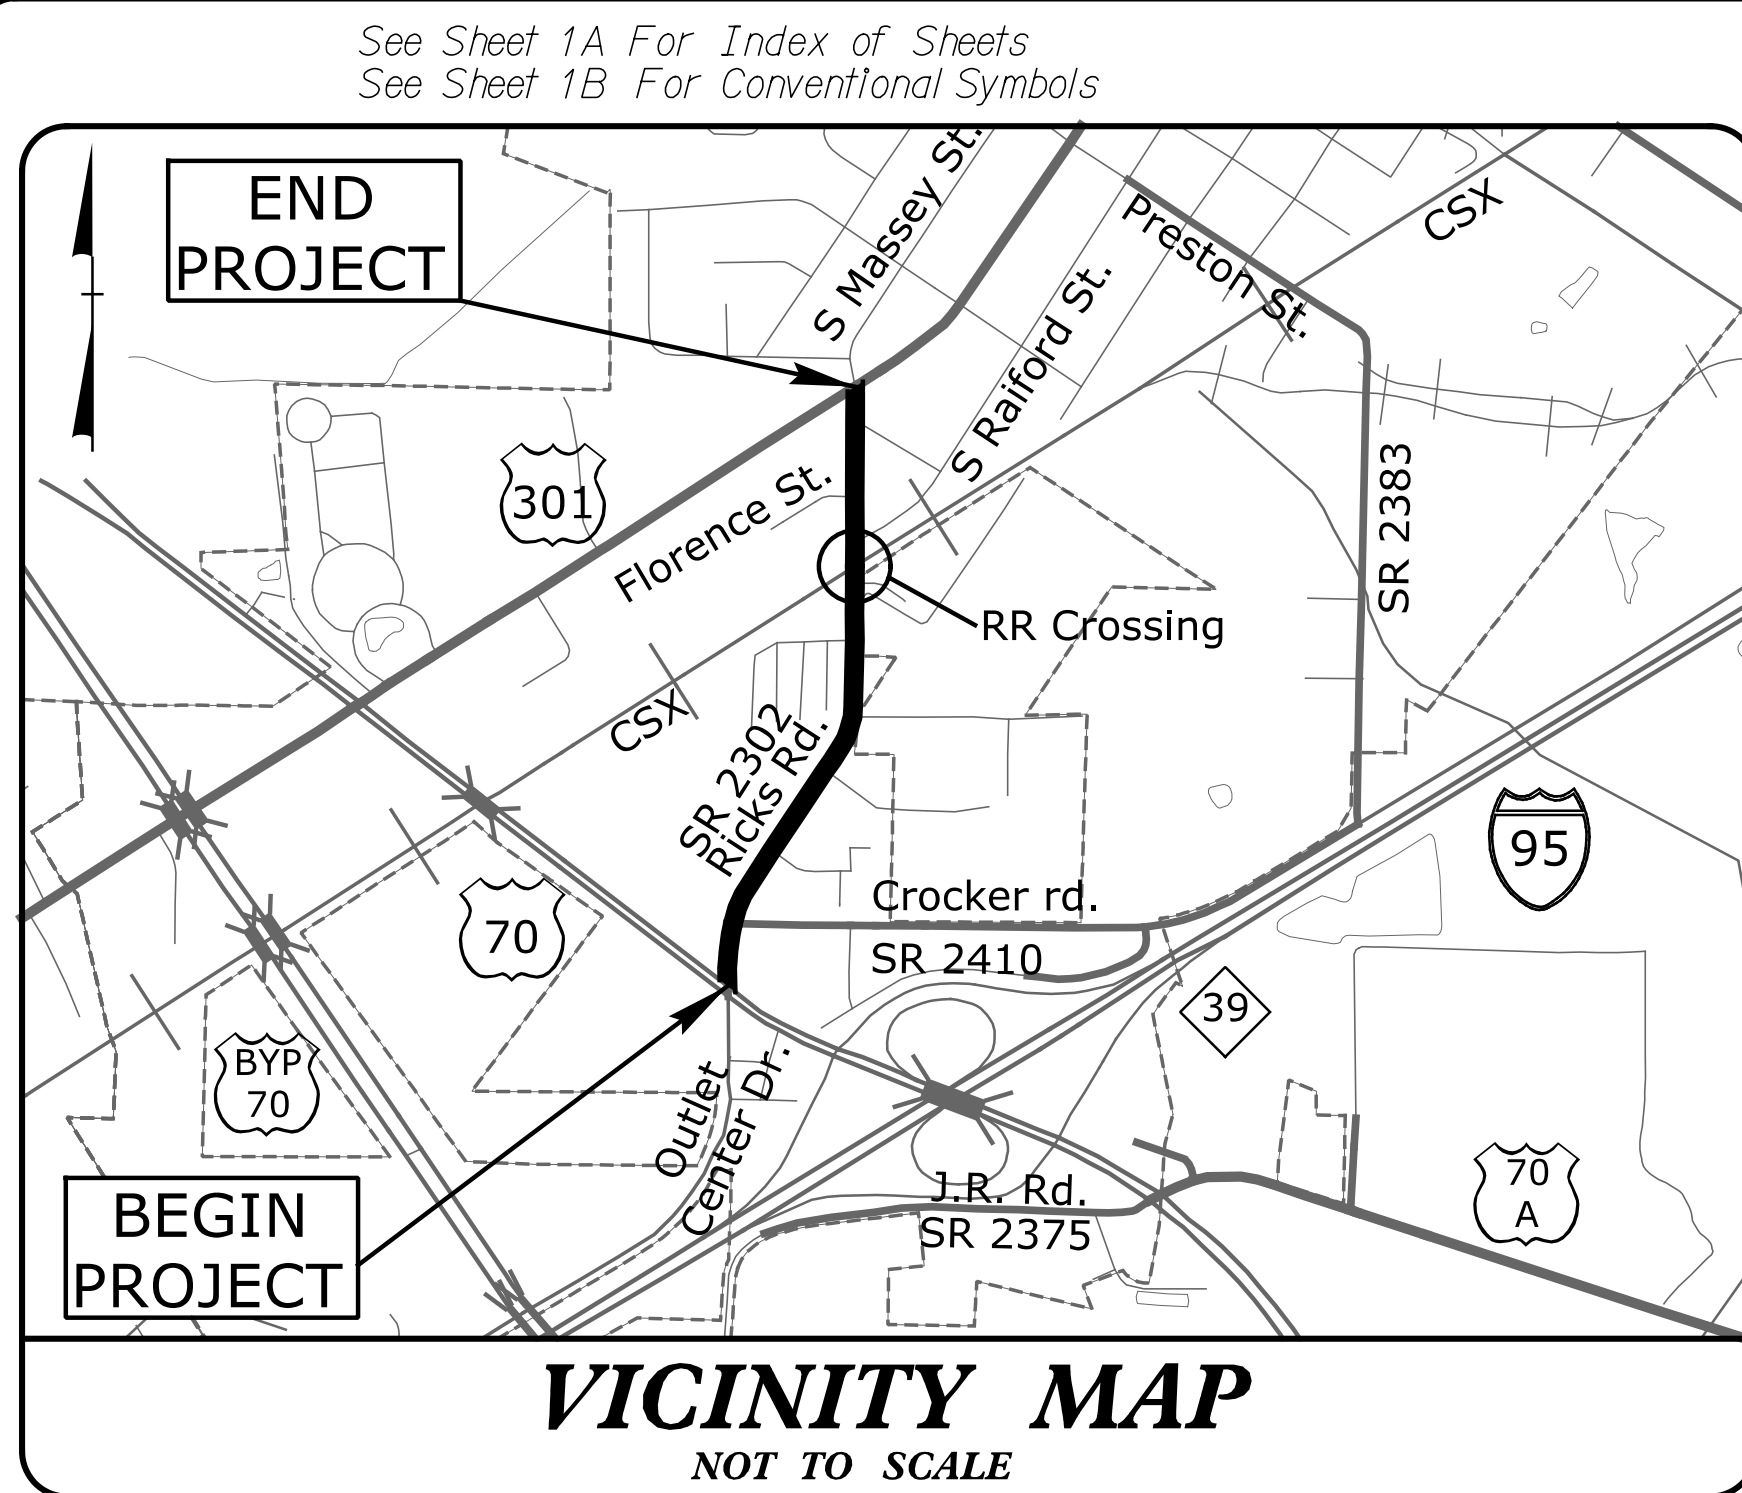 See Sheet 1A For Index of Sheets
See Sheet 1B For Conventional Symbols
END
PROJECT
S Massey St.
Preston St.
CSX
S Raiford St.
301
Florence St.
SR 2383
RR Crossing
CSX
SR 2302
Ricks Rd.
95
70
Crocker rd.
SR 2410
39
BYP
70
Outlet
Center Dr.
J.R. Rd.
SR 2375
70
A
BEGIN
PROJECT
VICINITY MAP
NOT TO SCALE